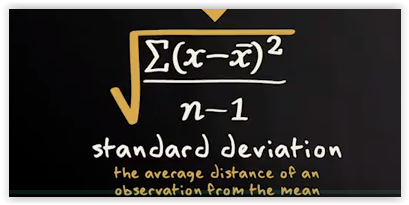 √(Σ(x-x̄)²
n-1)
standard deviation
the average distance of an
observation from the mean